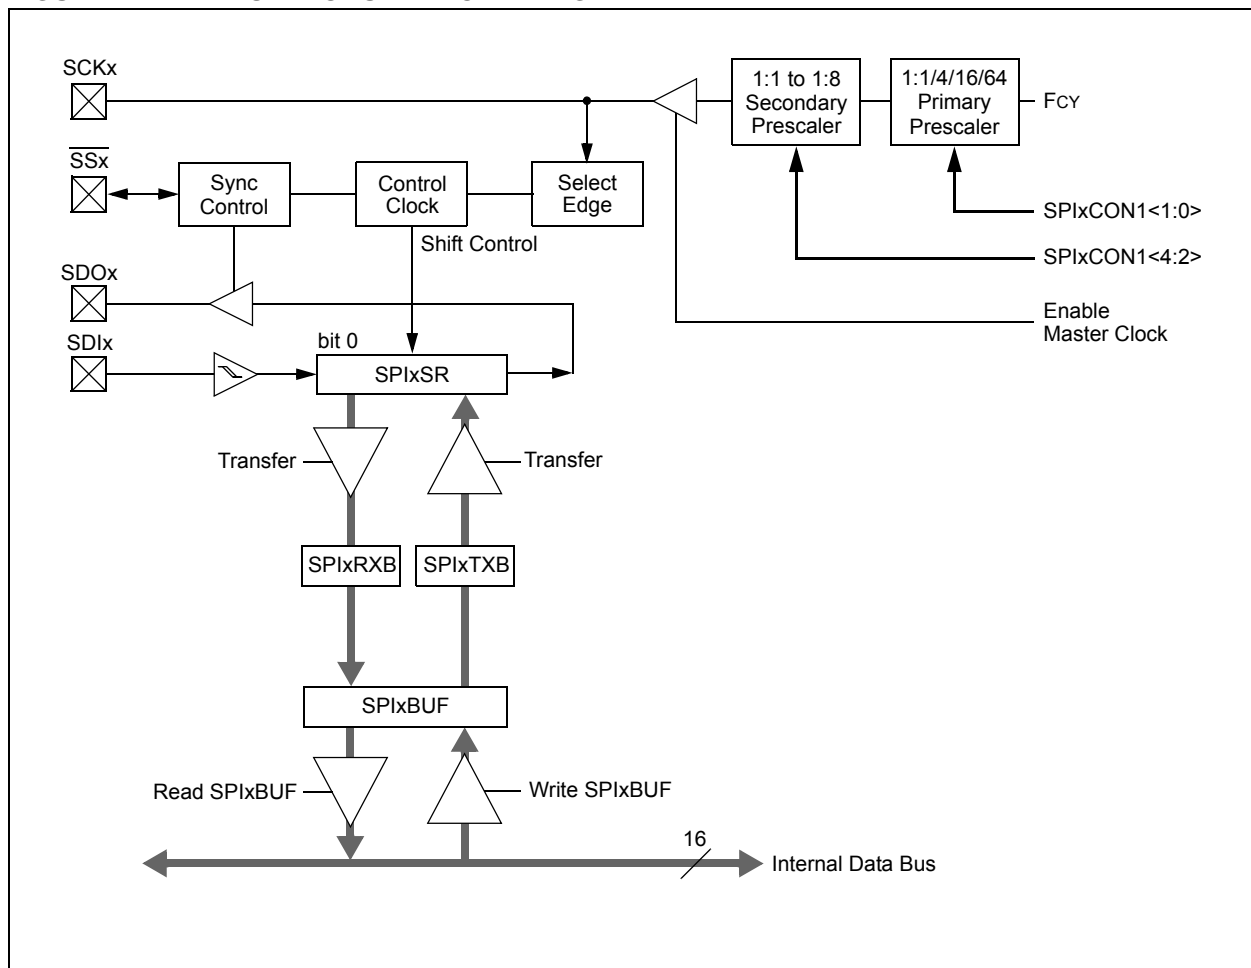 SCKx
1:1 to 1:8
Secondary
Prescaler
1:1/4/16/64
Primary
Prescaler
FCY
SSx
Sync
Control
Control
Clock
Select
Edge
SPIxCON1<1:0>
Shift Control
SPIxCON1<4:2>
SDOx
Enable
Master Clock
SDIx
bit 0
SPIxSR
Transfer
Transfer
SPIxRXB
SPIxTXB
SPIxBUF
Read SPIxBUF
Write SPIxBUF
16
Internal Data Bus